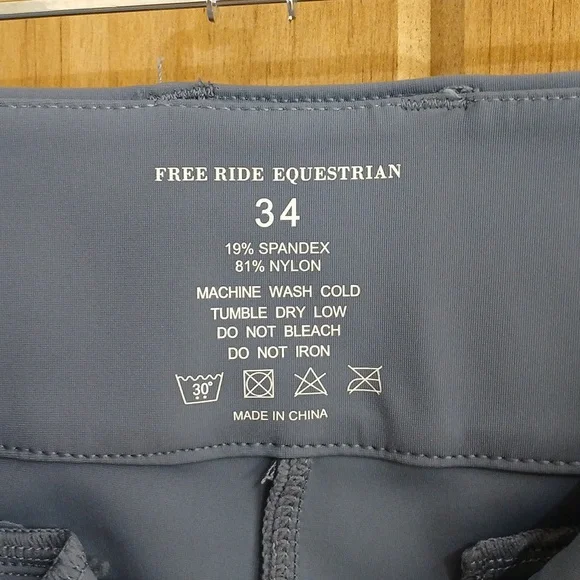 FREE RIDE EQUESTRIAN
34
19% SPANDEX
81% NYLON
MACHINE WASH COLD
TUMBLE DRY LOW
DO NOT BLEACH
DO NOT IRON
30°
MADE IN CHINA